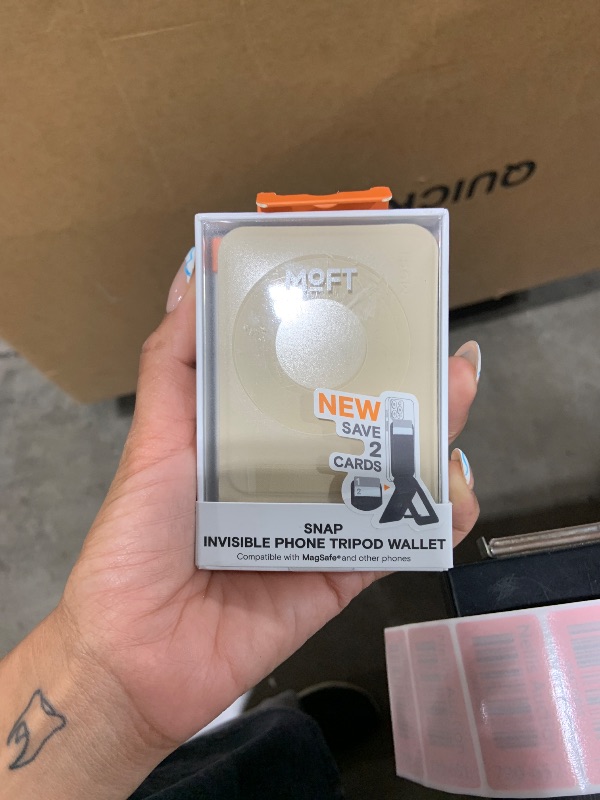 QUICK
MOFT
NEW
SAVE
2
CARDS
SNAP
INVISIBLE PHONE TRIPOD WALLET
Compatible with MagSafe® and other phones